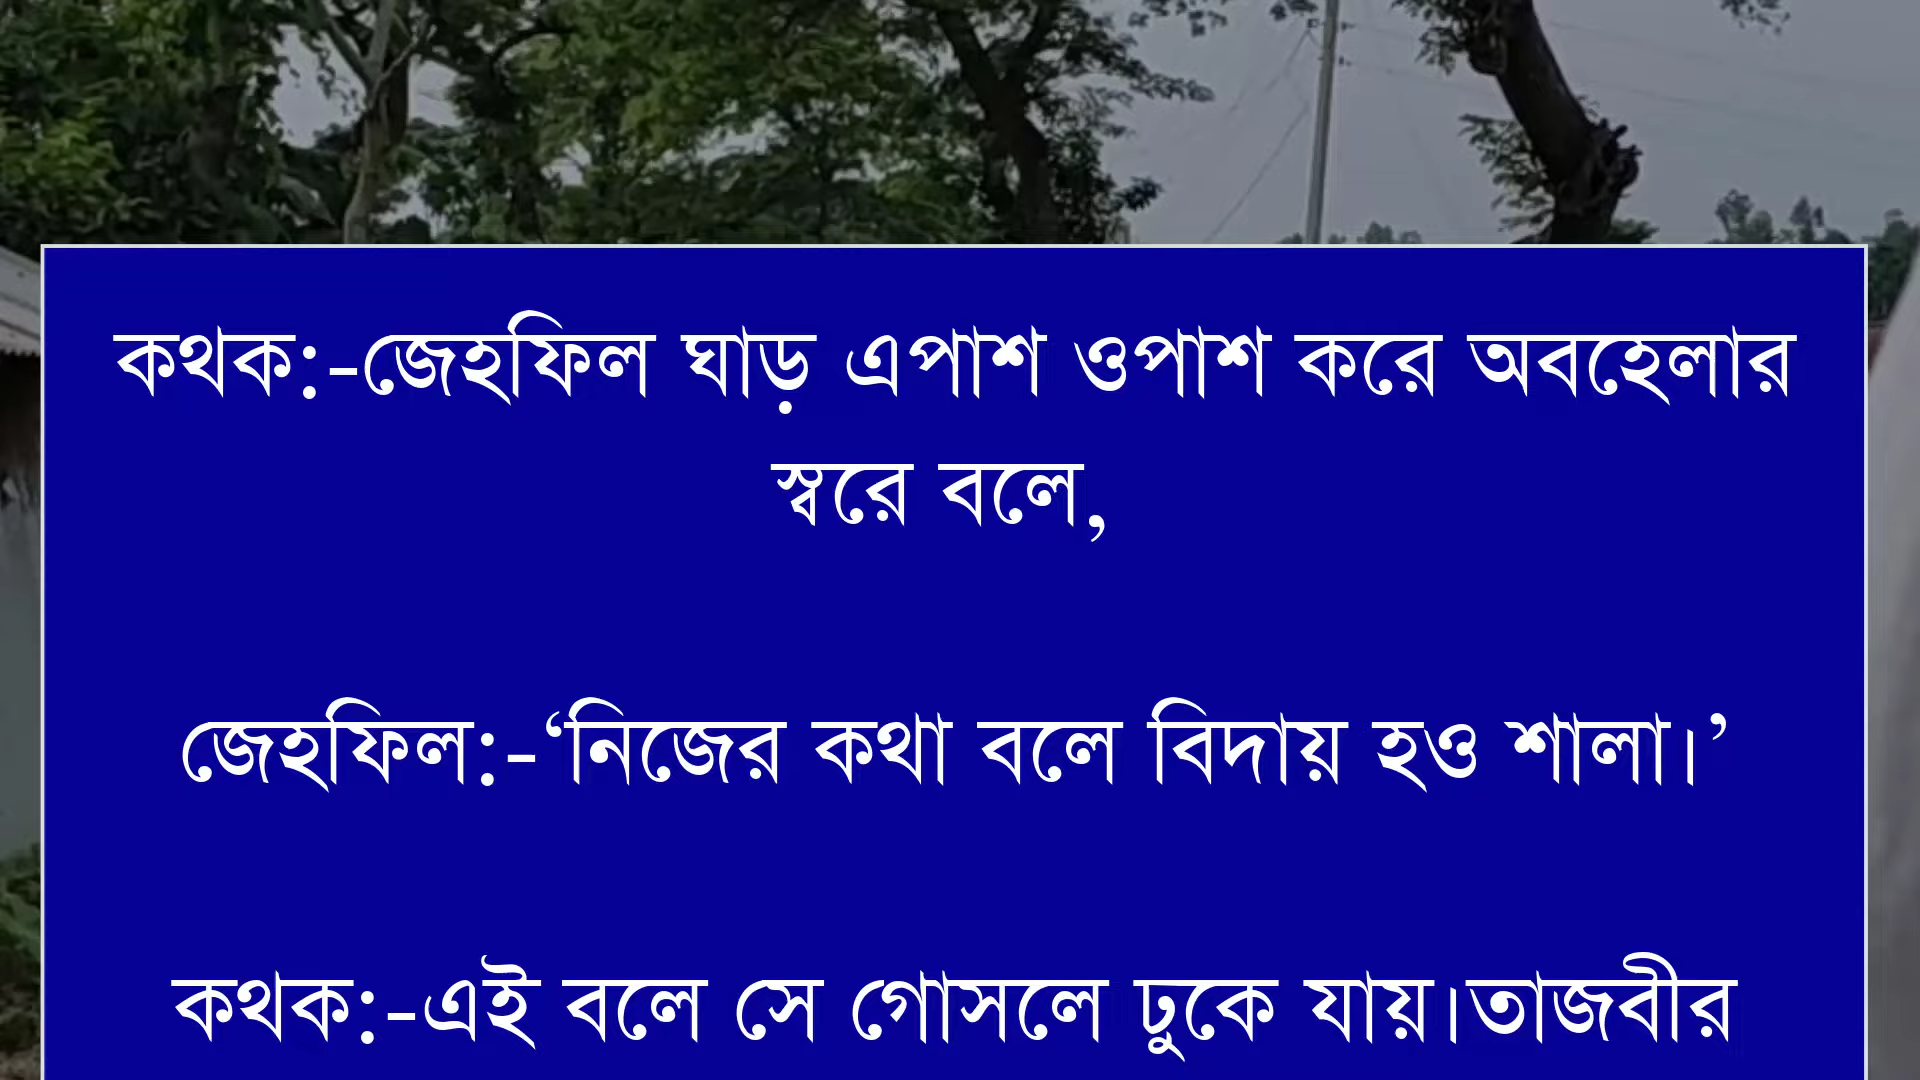 কথক:-জেহফিল ঘাড় এপাশ ওপাশ করে অবহেলার
স্বরে বলে,
জেহফিল:-‘নিজের কথা বলে বিদায় হও শালা।’
কথক:-এই বলে সে গোসলে ঢুকে যায়।তাজবীর